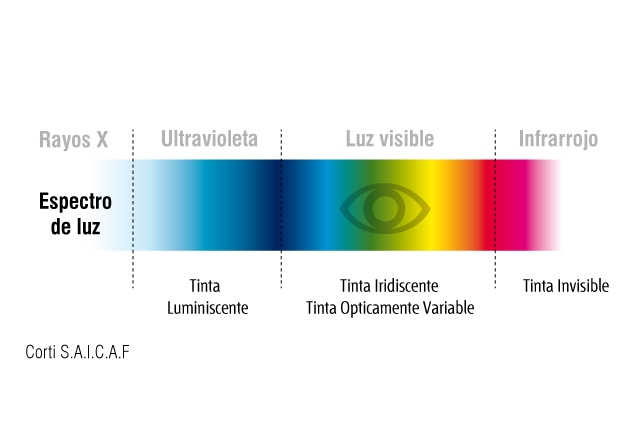 Rayos X
Ultravioleta
Luz visible
Infrarrojo
Espectro
de luz
Tinta
Luminiscente
Tinta Iridiscente
Tinta Opticamente Variable
Tinta Invisible
Corti S.A.I.C.A.F